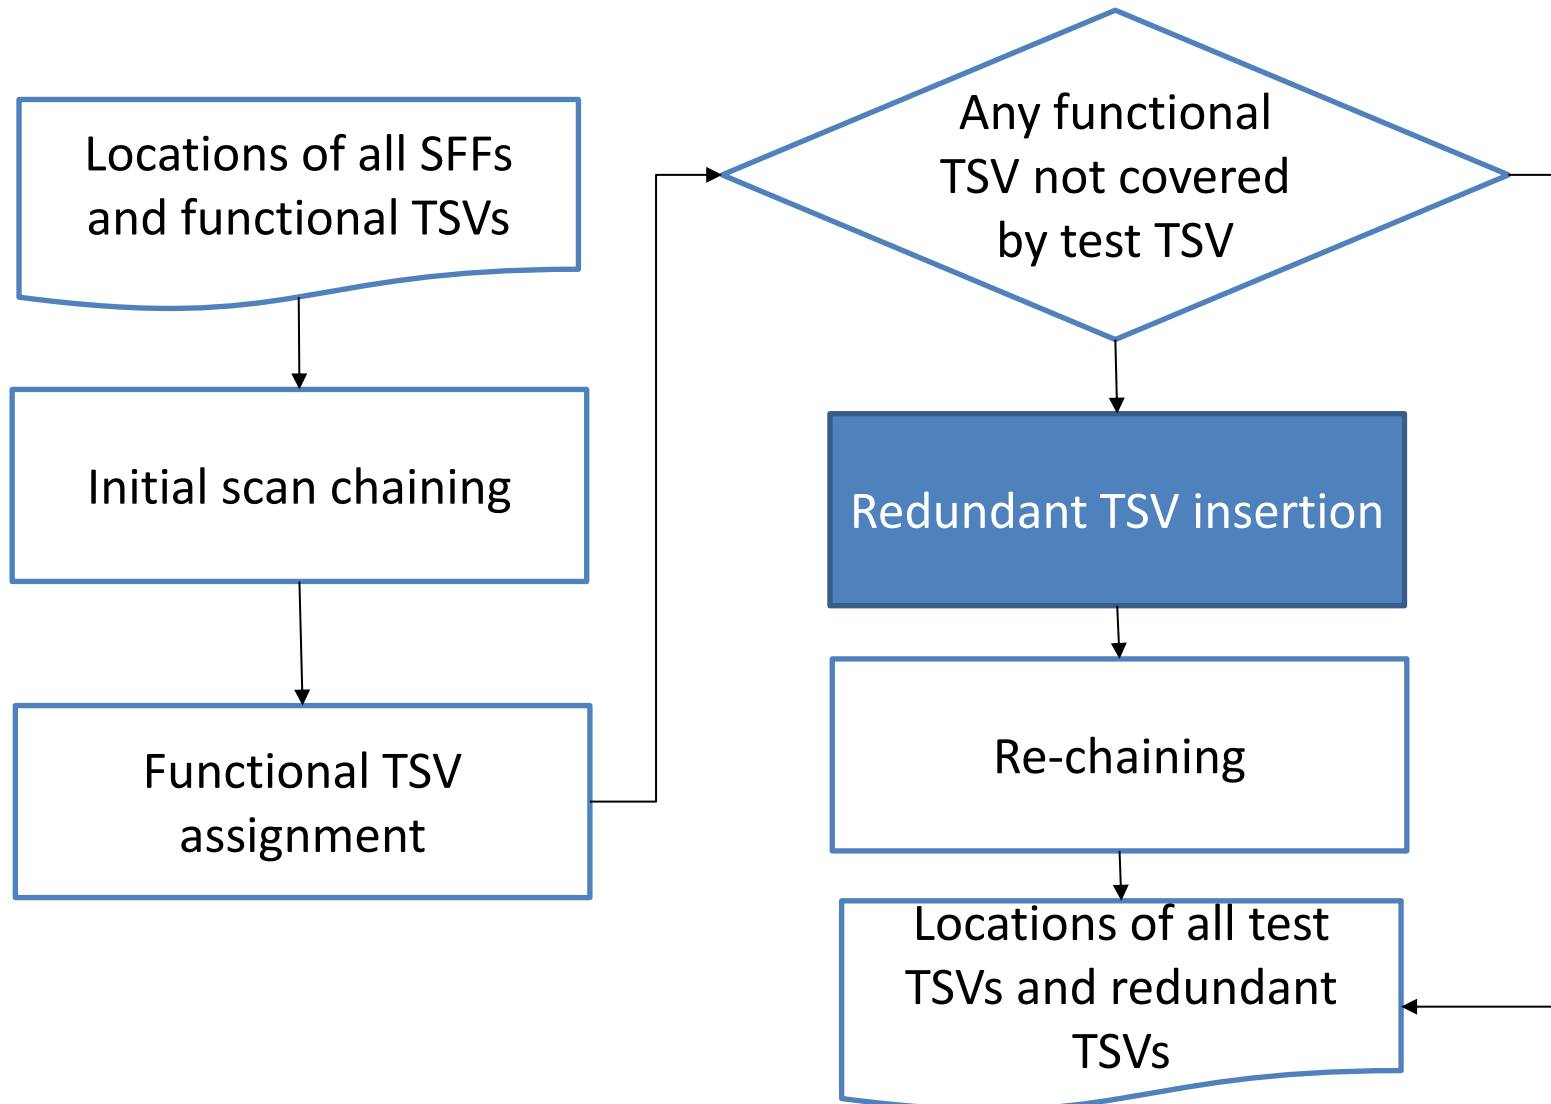 Locations of all SFFs
and functional TSVs
Initial scan chaining
Functional TSV
assignment
Any functional
TSV not covered
by test TSV
Redundant TSV insertion
Re-chaining
Locations of all test
TSVs and redundant
TSVs